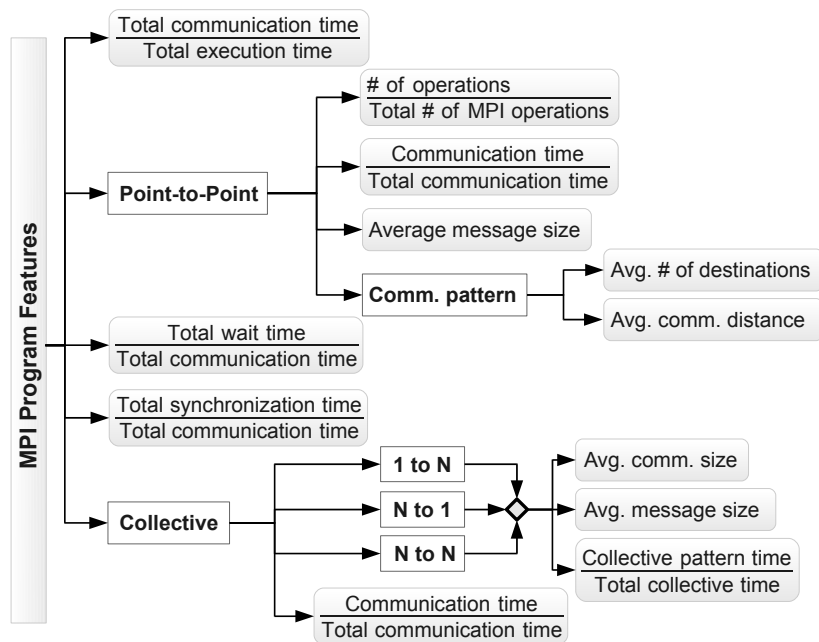 MPI Program Features
Total communication time
Total execution time
Point-to-Point
# of operations
Total # of MPI operations
Communication time
Total communication time
Average message size
Comm. pattern
Avg. # of destinations
Avg. comm. distance
Total wait time
Total communication time
Total synchronization time
Total communication time
Collective
1 to N
N to 1
N to N
Avg. comm. size
Avg. message size
Collective pattern time
Total collective time
Communication time
Total communication time